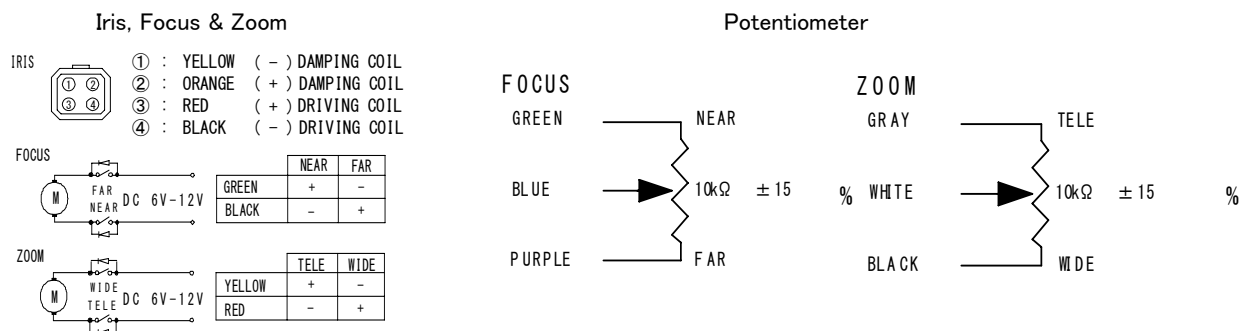 Iris, Focus & Zoom
IRIS
① ②
③ ④
① : YELLOW ( − ) DAMPING COIL
② : ORANGE ( + ) DAMPING COIL
③ : RED ( + ) DRIVING COIL
④ : BLACK ( − ) DRIVING COIL
FOCUS
M
FAR
NEAR
DC 6V-12V
NEAR FAR
GREEN + −
BLACK − +
ZOOM
M
WIDE
TELE
DC 6V-12V
TELE WIDE
YELLOW + −
RED − +
Potentiometer
FOCUS
GREEN NEAR
BLUE 10kΩ ±15 %
PURPLE FAR
ZOOM
GRAY TELE
WHITE 10kΩ ±15 %
BLACK WIDE